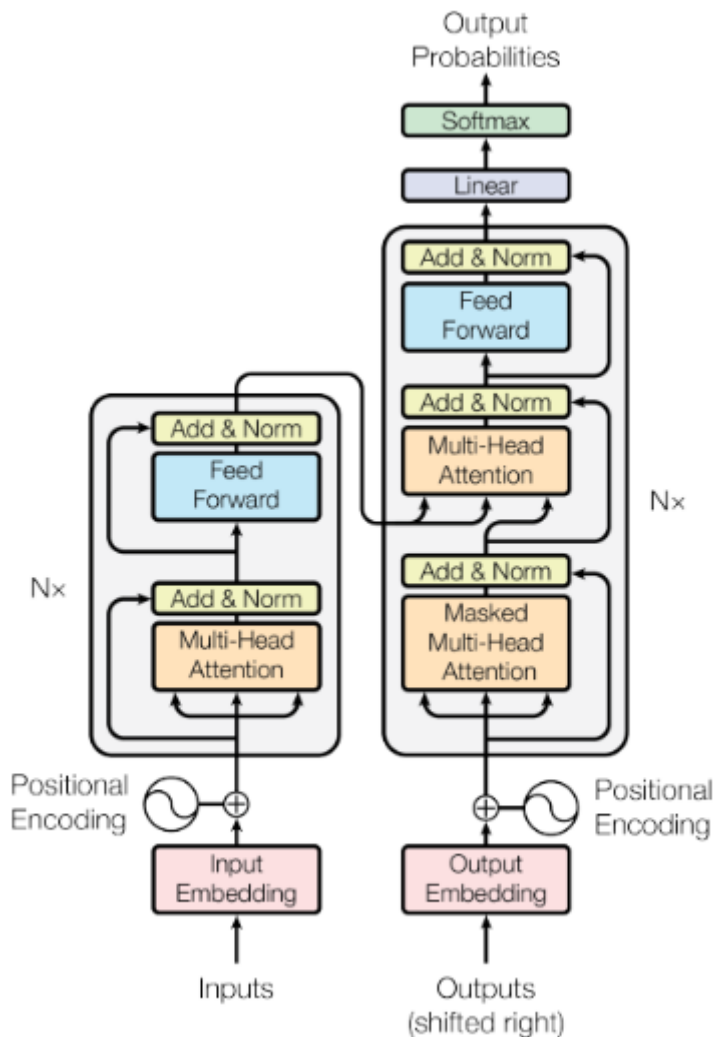 Output
Probabilities
Softmax
Linear
Add & Norm
Feed
Forward
Add & Norm
Multi-Head
Attention
Add & Norm
Masked
Multi-Head
Attention
N×
Add & Norm
Feed
Forward
Add & Norm
Multi-Head
Attention
N×
Positional
Encoding
Positional
Encoding
Input
Embedding
Output
Embedding
Inputs
Outputs
(shifted right)